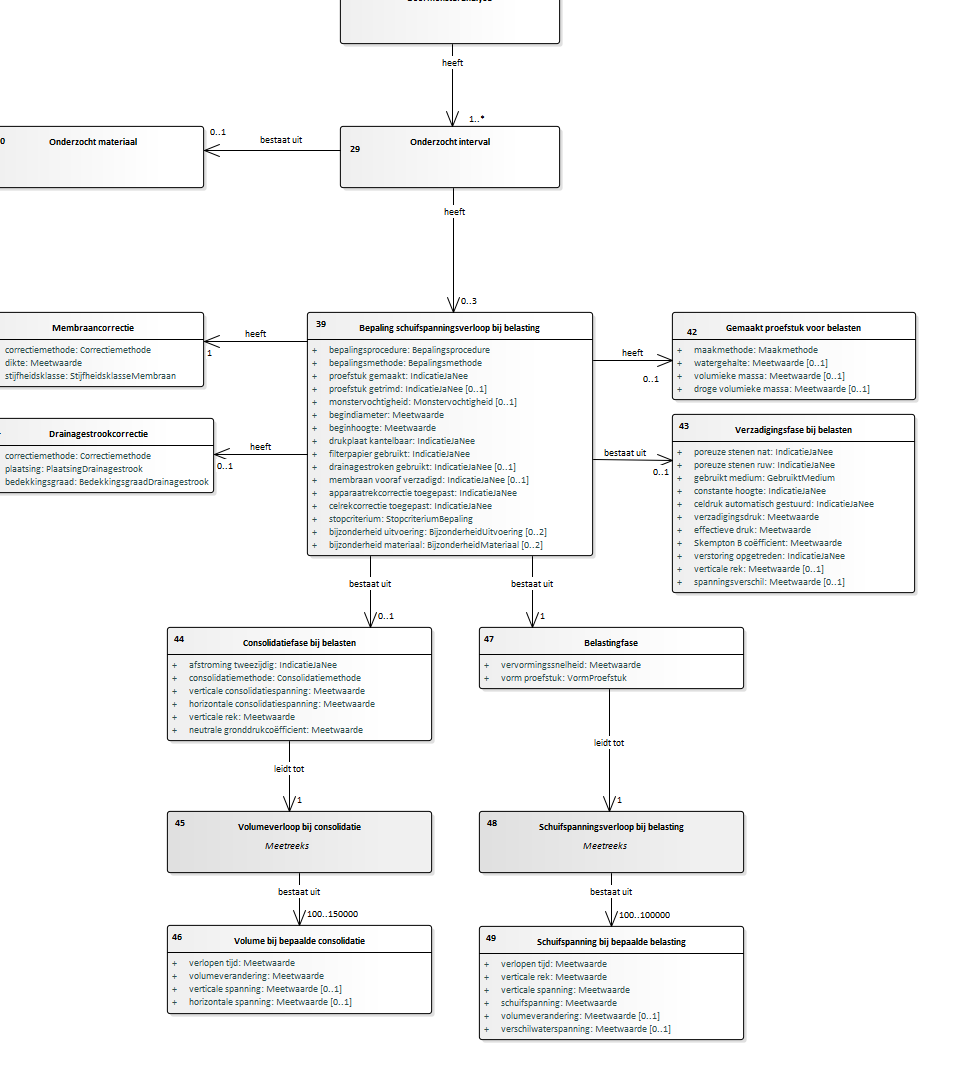 heeft
1..*
0
Onderzocht materiaal
0..1
bestaat uit
29
Onderzocht interval
heeft
0..3
Membraancorrectie
correctiemethode: Correctiemethode
dikte: Meetwaarde
stijfheidsklasse: StijfheidsklasseMembraan
heeft
1
Drainagestrookcorrectie
correctiemethode: Correctiemethode
plaatsing: PlaatsingDrainagestrook
bedekkingsgraad: BedekkingsgraadDrainagestrook
heeft
0..1
39
Bepaling schuifspanningsverloop bij belasting
+ bepalingsprocedure: Bepalingsprocedure
+ bepalingsmethode: Bepalingsmethode
+ proefstuk gemaakt: IndicatieJaNee
+ proefstuk getrimd: IndicatieJaNee [0..1]
+ monstervochtigheid: Monstervochtigheid [0..1]
+ begindiameter: Meetwaarde
+ beginhoogte: Meetwaarde
+ drukplaat kantelbaar: IndicatieJaNee
+ filterpapier gebruikt: IndicatieJaNee
+ drainagestroken gebruikt: IndicatieJaNee [0..1]
+ membraan vooraf verzadigd: IndicatieJaNee [0..1]
+ apparaatrekcorrectie toegepast: IndicatieJaNee
+ celrekcorrectie toegepast: IndicatieJaNee
+ stopcriterium: StopcriteriumBepaling
+ bijzonderheid uitvoering: BijzonderheidUitvoering [0..2]
+ bijzonderheid materiaal: BijzonderheidMateriaal [0..2]
heeft
0..1
42
Gemaakt proefstuk voor belasten
+ maakmethode: Maakmethode
+ watergehalte: Meetwaarde [0..1]
+ volumieke massa: Meetwaarde [0..1]
+ droge volumieke massa: Meetwaarde [0..1]
bestaat uit
0..1
43
Verzadigingsfase bij belasten
+ poreuze stenen nat: IndicatieJaNee
+ poreuze stenen ruw: IndicatieJaNee
+ gebruikt medium: GebruiktMedium
+ constante hoogte: IndicatieJaNee
+ celdruk automatisch gestuurd: IndicatieJaNee
+ verzadigingsdruk: Meetwaarde
+ effectieve druk: Meetwaarde
+ Skempton B coëfficient: Meetwaarde
+ verstoring opgetreden: IndicatieJaNee
+ verticale rek: Meetwaarde [0..1]
+ spanningsverschil: Meetwaarde [0..1]
bestaat uit
0..1
bestaat uit
1
44
Consolidatiefase bij belasten
+ afstroming tweezijdig: IndicatieJaNee
+ consolidatiemethode: Consolidatiemethode
+ verticale consolidatiespanning: Meetwaarde
+ horizontale consolidatiespanning: Meetwaarde
+ verticale rek: Meetwaarde
+ neutrale gronddrukcoëfficient: Meetwaarde
47
Belastingfase
+ vervormingssnelheid: Meetwaarde
+ vorm proefstuk: VormProefstuk
leidt tot
1
leidt tot
1
45
Volumeverloop bij consolidatie
Meetreeks
48
Schuifspanningsverloop bij belasting
Meetreeks
bestaat uit
100..150000
bestaat uit
100..100000
46
Volume bij bepaalde consolidatie
+ verlopen tijd: Meetwaarde
+ volumeverandering: Meetwaarde
+ verticale spanning: Meetwaarde [0..1]
+ horizontale spanning: Meetwaarde [0..1]
49
Schuifspanning bij bepaalde belasting
+ verlopen tijd: Meetwaarde
+ verticale rek: Meetwaarde
+ verticale spanning: Meetwaarde
+ schuifspanning: Meetwaarde
+ volumeverandering: Meetwaarde [0..1]
+ verschilwaterspanning: Meetwaarde [0..1]